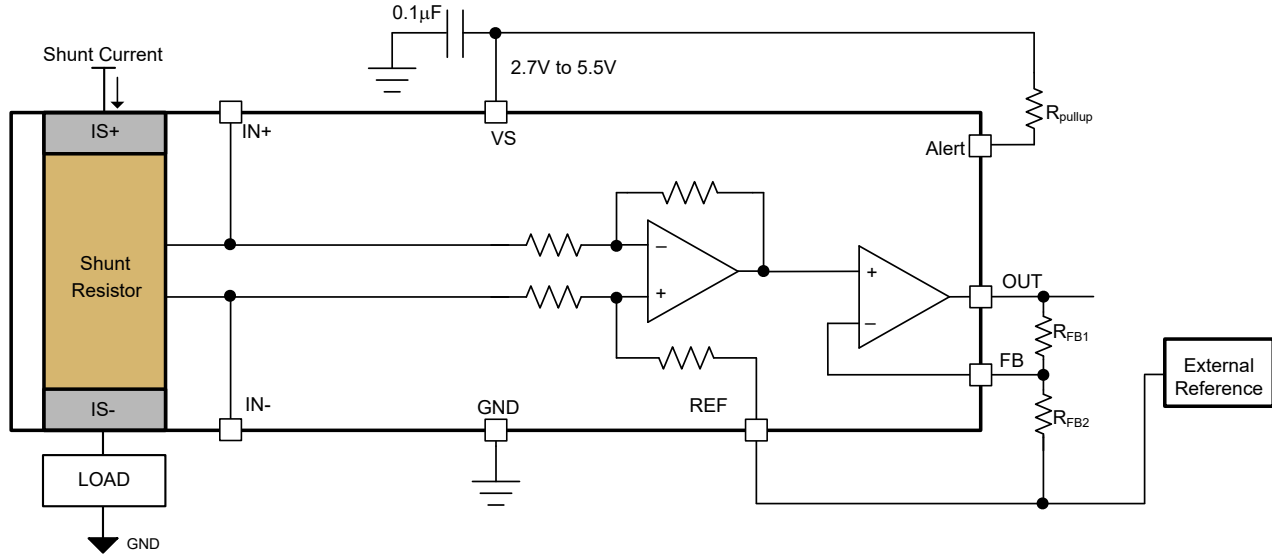 0.1μF
Shunt Current
2.7V to 5.5V
IS+
IN+
VS
Rpullup
Alert
–
+
Shunt
Resistor
+
–
OUT
RFB1
FB
External
Reference
IS-
IN-
GND
REF
RFB2
LOAD
GND